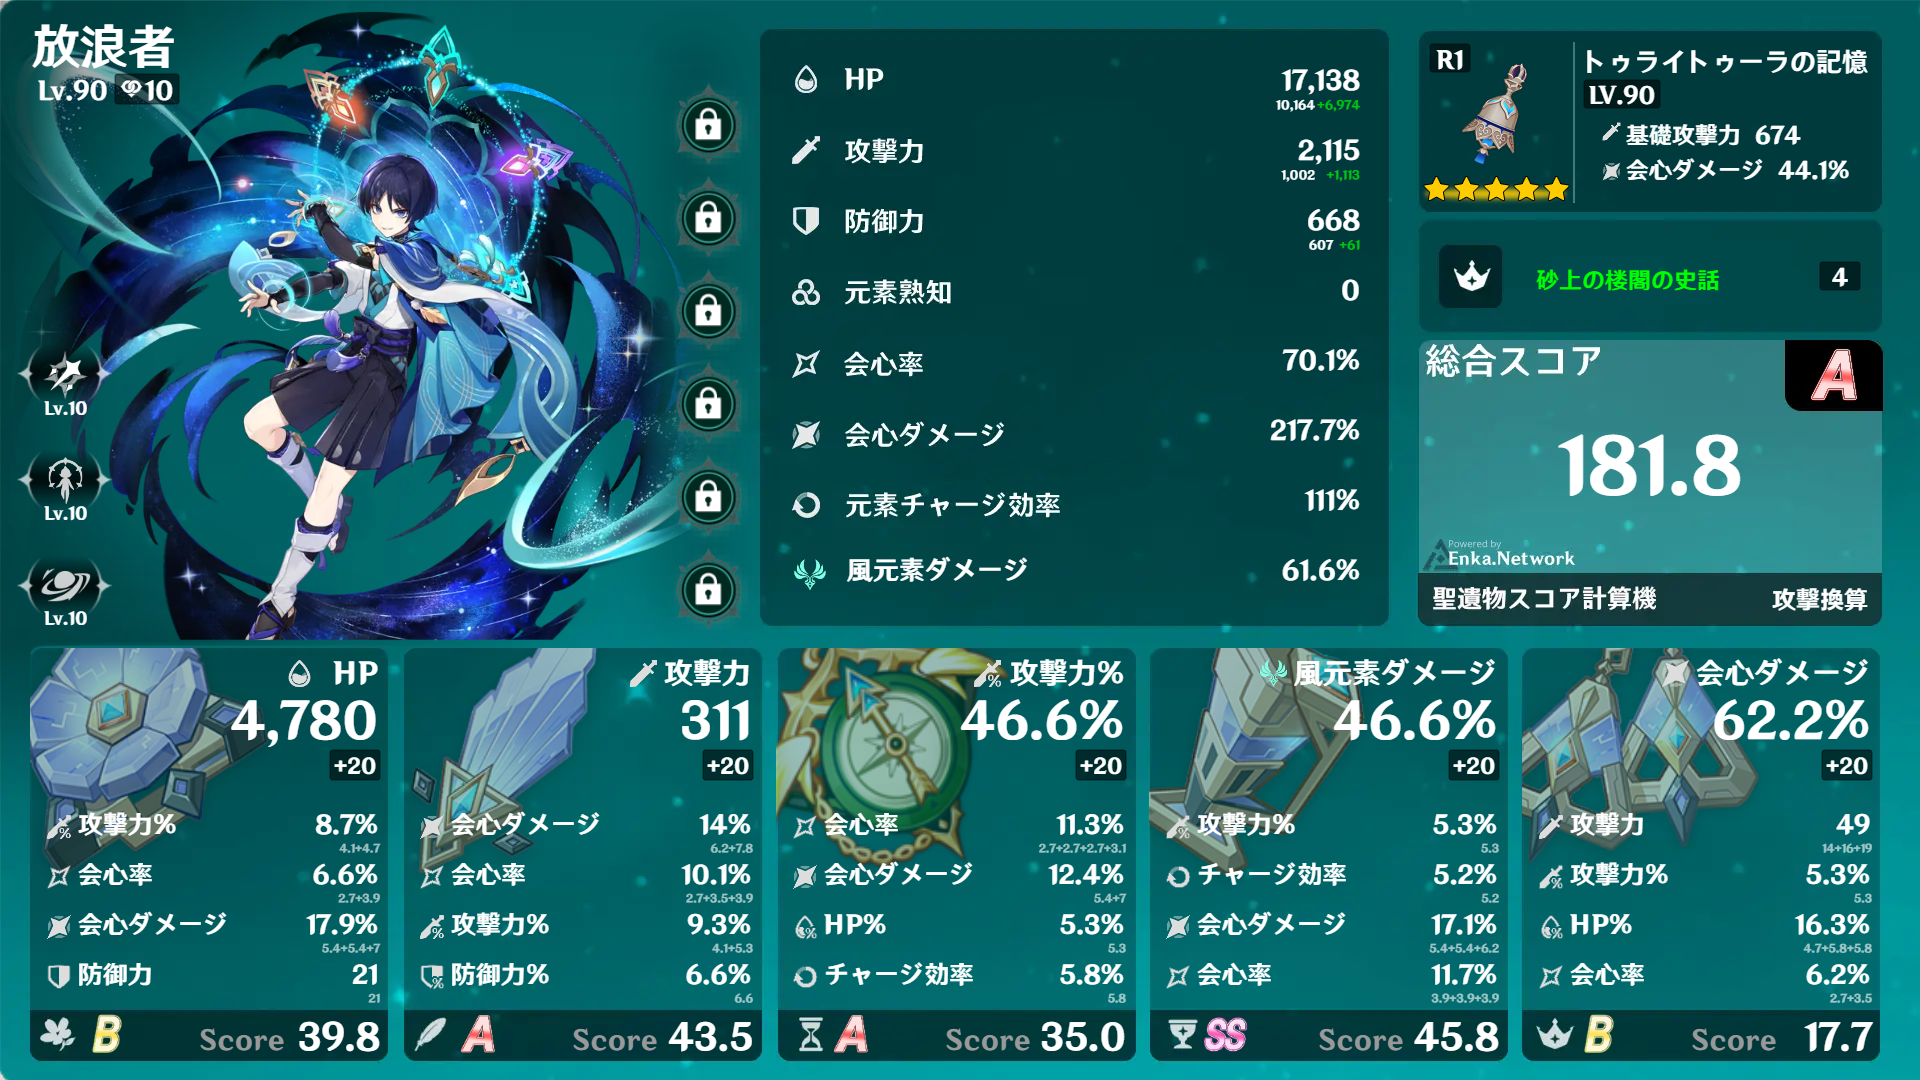 放浪者
Lv.90 10
Lv.10
Lv.10
Lv.10
HP 17,138
10,164+6,974
攻撃力 2,115
1,002 +1,113
防御力 668
607 +61
元素熟知 0
会心率 70.1%
会心ダメージ 217.7%
元素チャージ効率 111%
風元素ダメージ 61.6%
R1
トゥライトゥーラの記憶
LV.90
基礎攻撃力 674
会心ダメージ 44.1%
砂上の楼閣の史話 4
総合スコア A
181.8
Powered by
Enka.Network
聖遺物スコア計算機 攻撃換算
HP
4,780
+20
攻撃力% 8.7%
4.1+4.7
会心率 6.6%
2.7+3.9
会心ダメージ 17.9%
5.4+5.4+7
防御力 21
21
B Score 39.8
攻撃力
311
+20
会心ダメージ 14%
6.2+7.8
会心率 10.1%
2.7+3.5+3.9
攻撃力% 9.3%
4.1+5.3
防御力% 6.6%
6.6
A Score 43.5
攻撃力%
46.6%
+20
会心率 11.3%
2.7+2.7+2.7+3.1
会心ダメージ 12.4%
5.4+7
HP% 5.3%
5.3
チャージ効率 5.8%
5.8
A Score 35.0
風元素ダメージ
46.6%
+20
攻撃力% 5.3%
5.3
チャージ効率 5.2%
5.2
会心ダメージ 17.1%
5.4+5.4+6.2
会心率 11.7%
3.9+3.9+3.9
SS Score 45.8
会心ダメージ
62.2%
+20
攻撃力 49
14+16+19
攻撃力% 5.3%
5.3
HP% 16.3%
4.7+5.8+5.8
会心率 6.2%
2.7+3.5
B Score 17.7